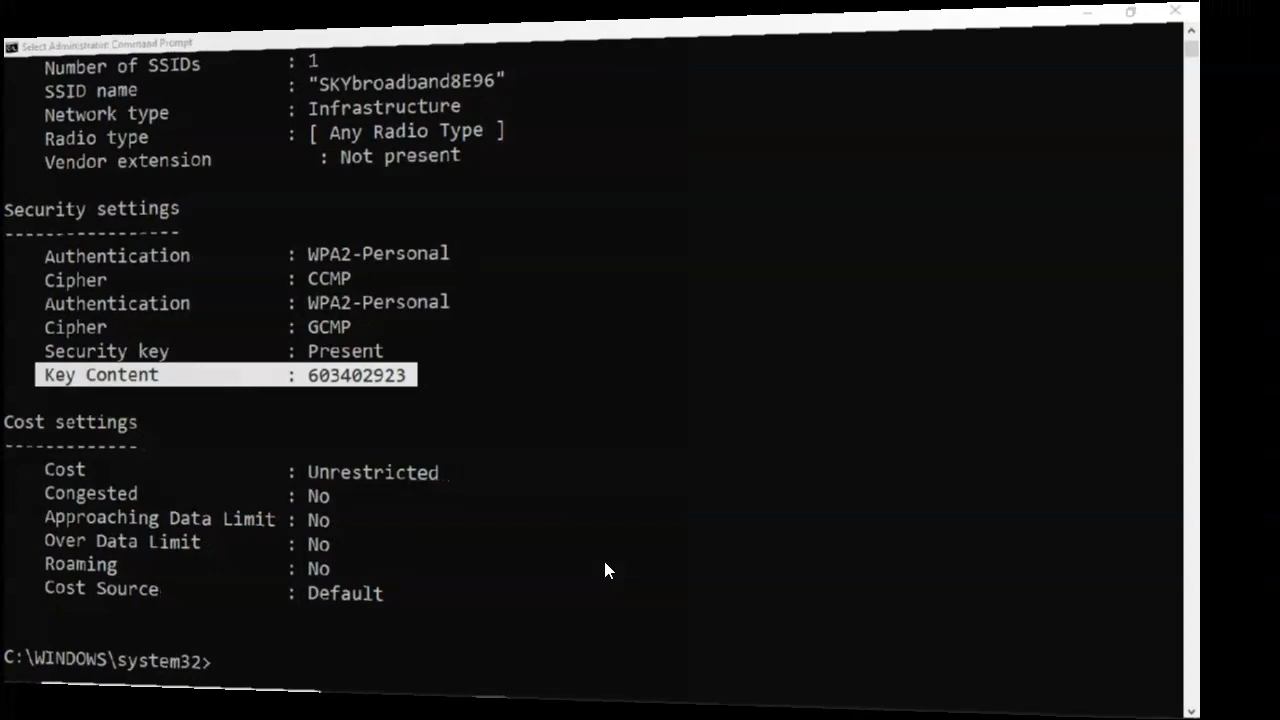 Select Administrator: Command Prompt
Number of SSIDs : 1
SSID name : "SKYbroadband8E96"
Network type : Infrastructure
Radio type : [ Any Radio Type ]
Vendor extension : Not present
Security settings
-----------------
Authentication : WPA2-Personal
Cipher : CCMP
Authentication : WPA2-Personal
Cipher : GCMP
Security key : Present
Key Content : 603402923
Cost settings
-------------
Cost : Unrestricted
Congested : No
Approaching Data Limit : No
Over Data Limit : No
Roaming : No
Cost Source : Default
C:\WINDOWS\system32>